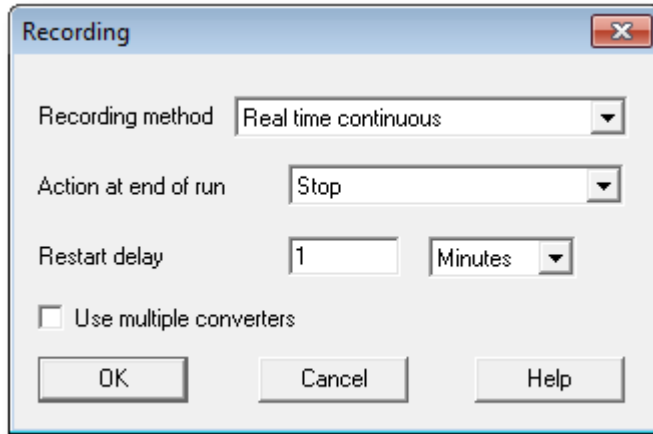 Recording
Recording method Real time continuous
Action at end of run Stop
Restart delay 1 Minutes
Use multiple converters
OK Cancel Help